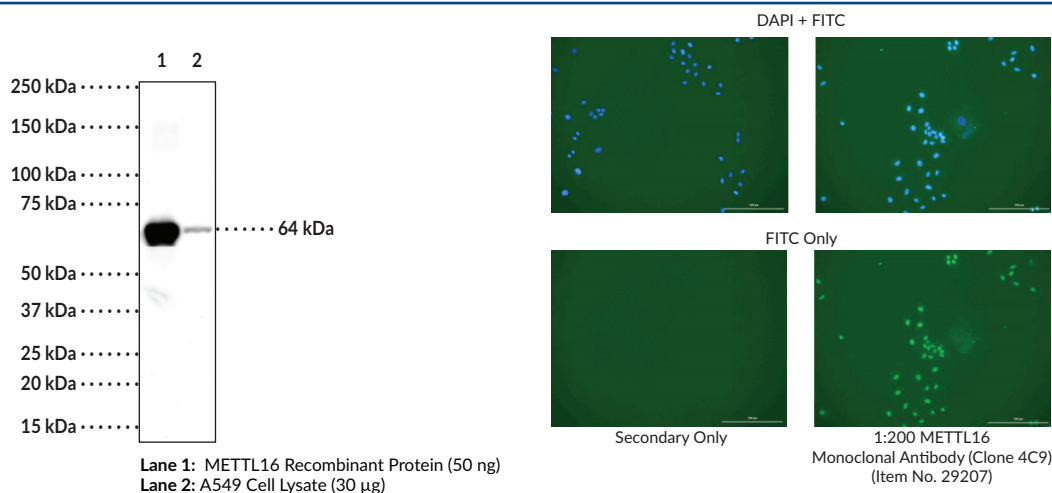 1 2
250 kDa
150 kDa
100 kDa
75 kDa
64 kDa
50 kDa
37 kDa
25 kDa
20 kDa
15 kDa
Lane 1: METTL16 Recombinant Protein (50 ng)
Lane 2: A549 Cell Lysate (30 µg)
DAPI + FITC
FITC Only
Secondary Only
1:200 METTL16
Monoclonal Antibody (Clone 4C9)
(Item No. 29207)